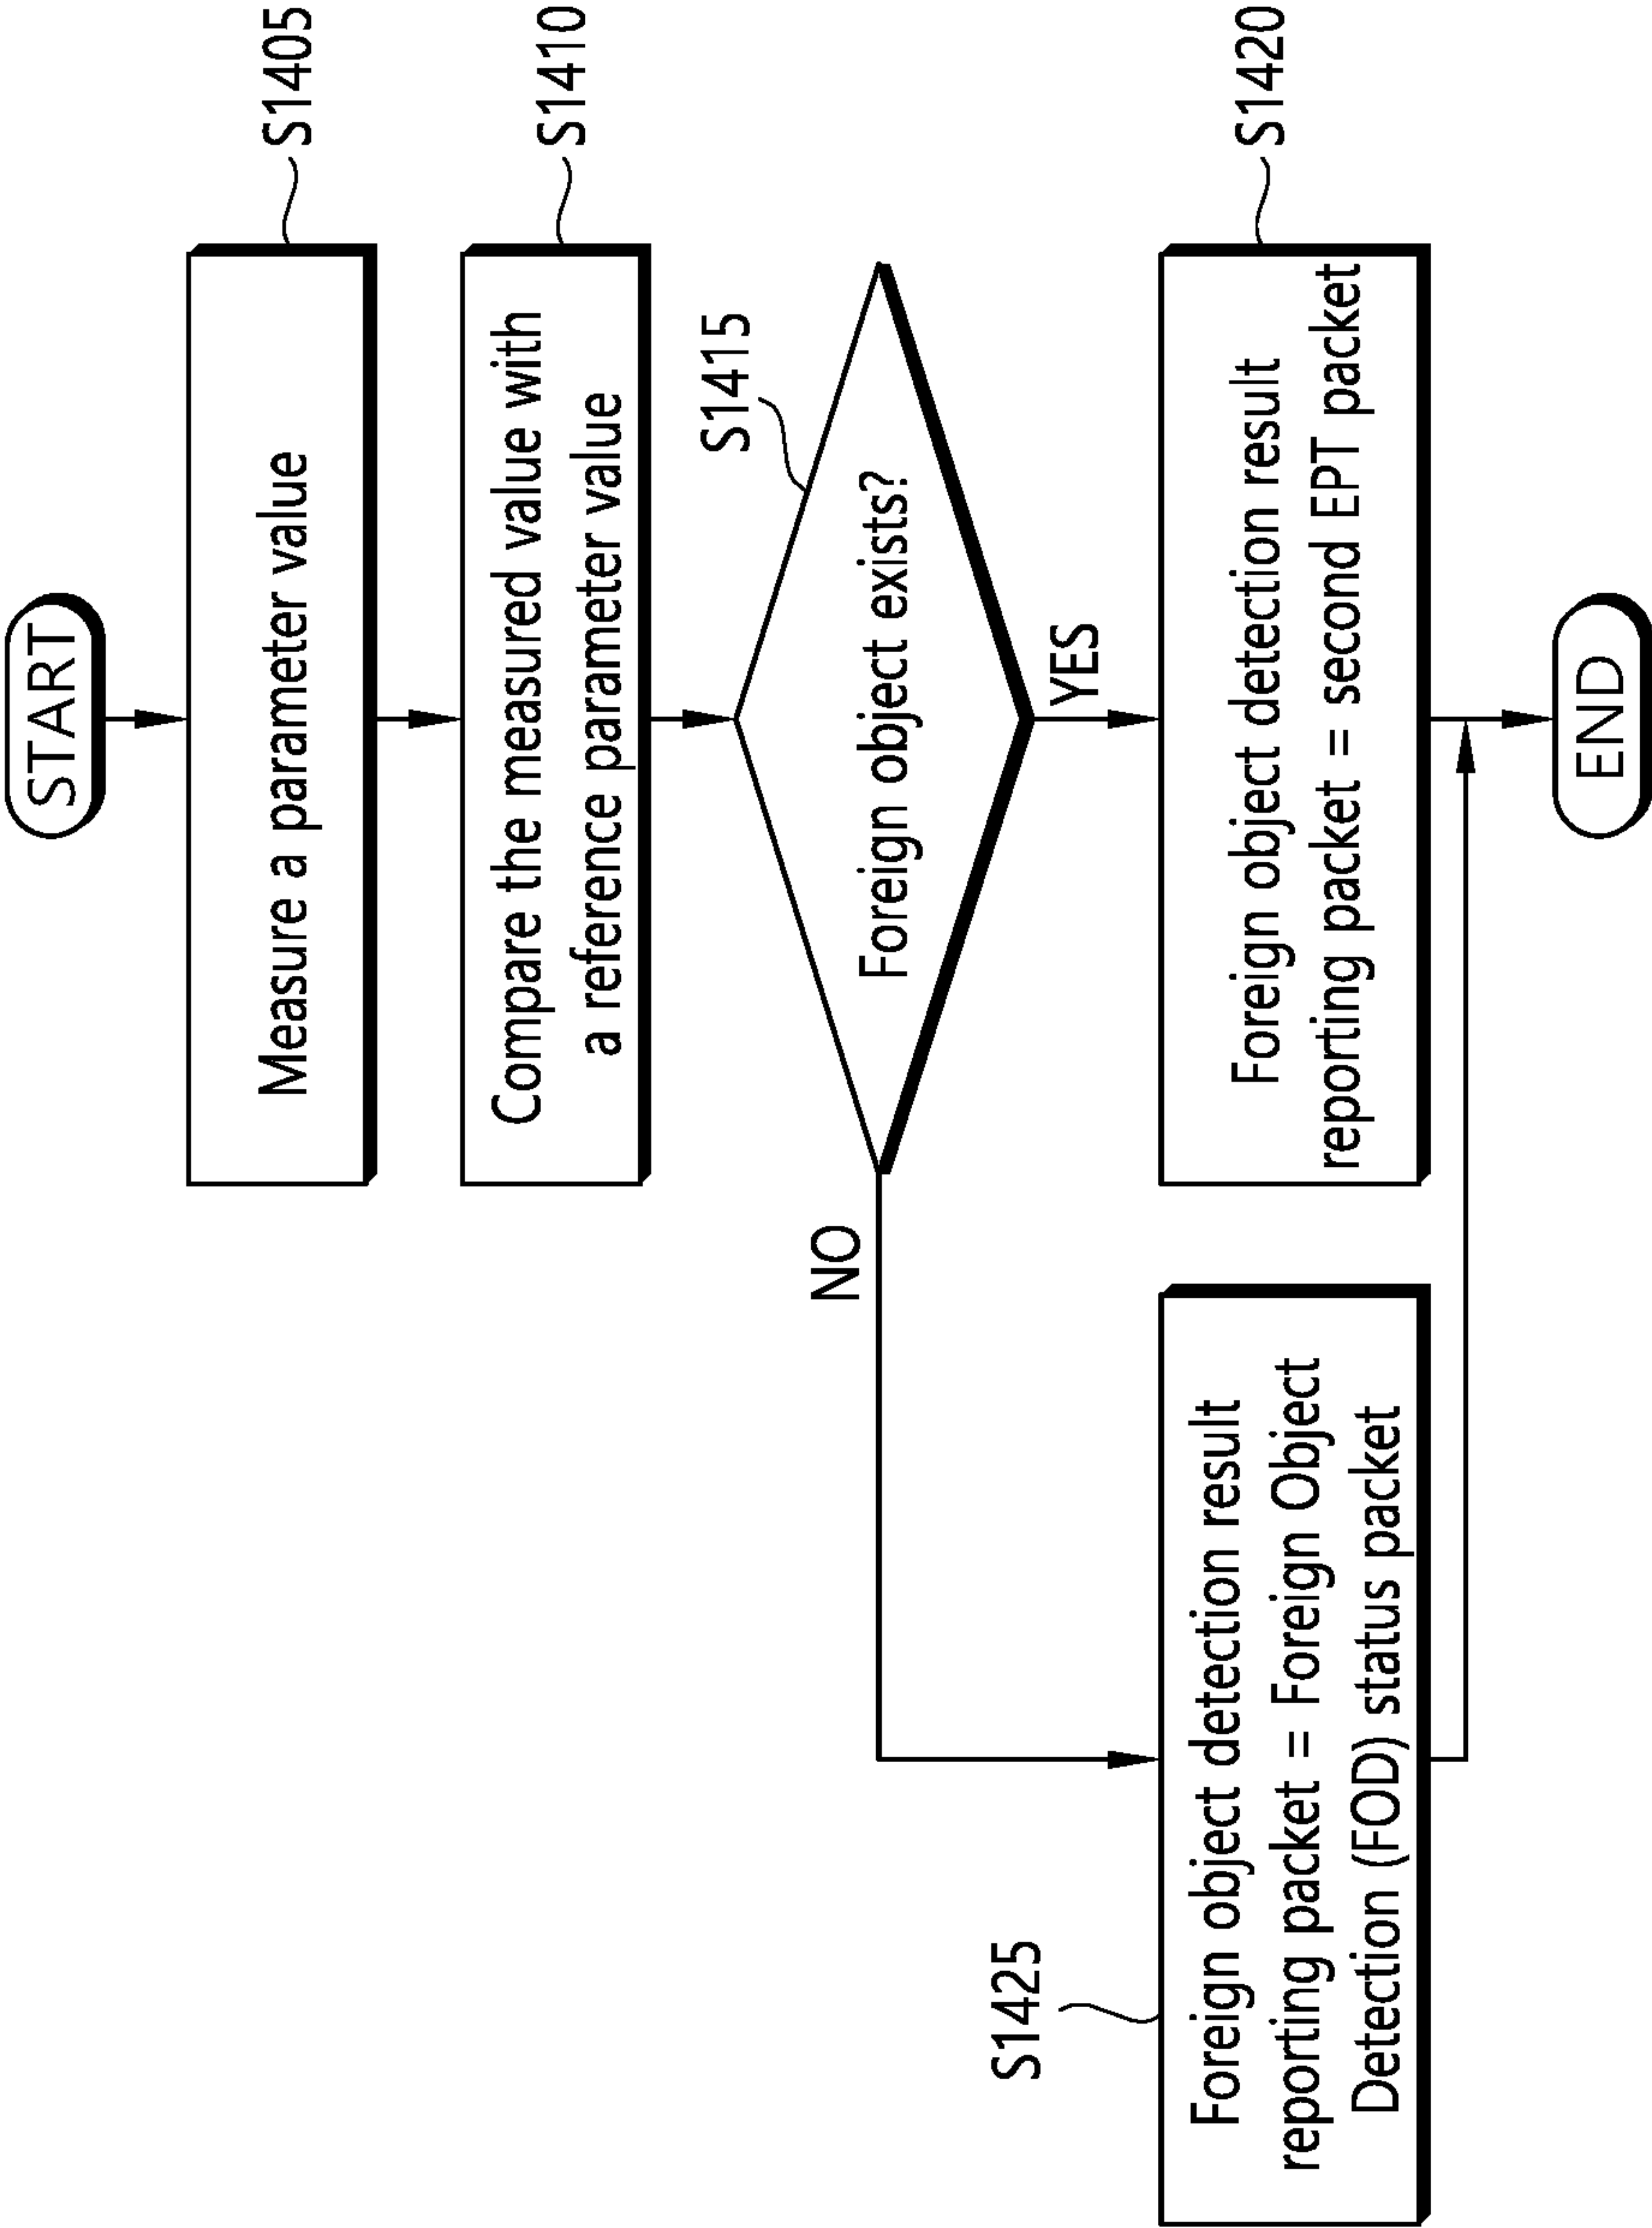 START
Measure a parameter value
S1405
Compare the measured value with
a reference parameter value
S1410
Foreign object exists?
S1415
NO
YES
Foreign object detection result
reporting packet = second EPT packet
S1420
S1425
Foreign object detection result
reporting packet = Foreign Object
Detection (FOD) status packet
END